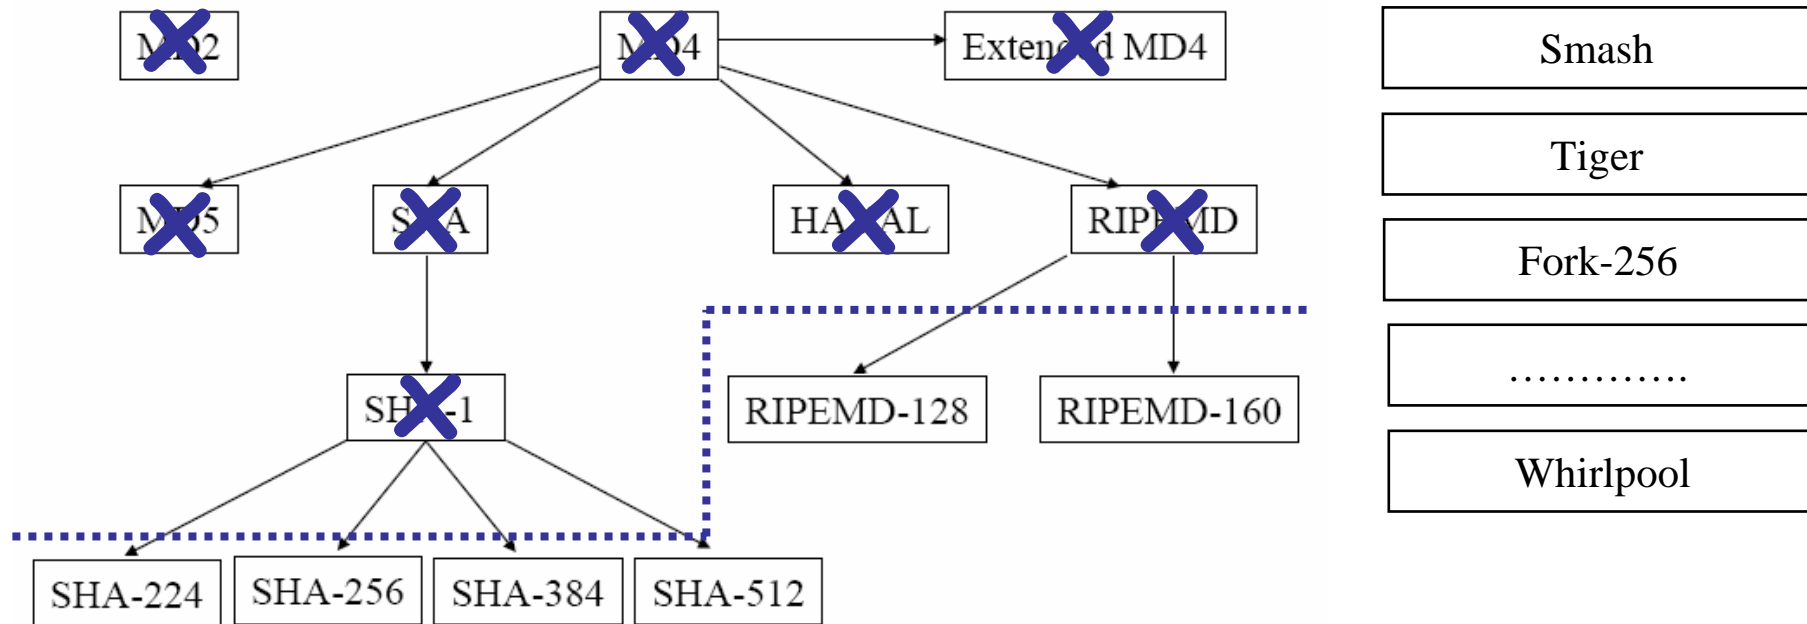 MD2
MD4
Extended MD4
MD5
SHA
HAVAL
RIPEMD
SHA-1
RIPEMD-128
RIPEMD-160
SHA-224
SHA-256
SHA-384
SHA-512
Smash
Tiger
Fork-256
………….
Whirlpool